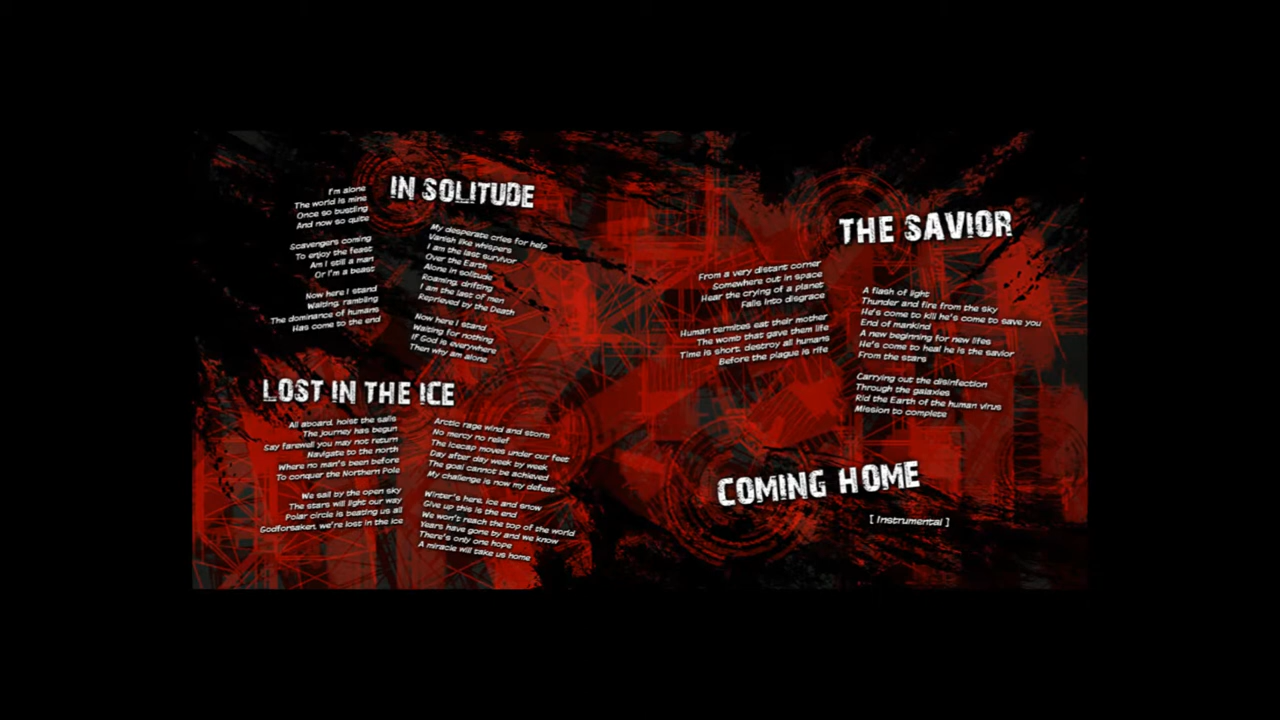 IN SOLITUDE
I'm alone
The world is mine
Once so bustling
And now so quite
Scavengers coming
To enjoy the feast
Am I still a man
Or I'm a beast
Now here I stand
Waiting, rambling
The dominance of humans
Has come to the end
My desperate cries for help
Vanish like whispers
I am the last survivor
Over the Earth
Alone in solitude
Roaming, drifting
I am the last of men
Reprieved by the Death
Now here I stand
Waiting for nothing
If God is everywhere
Then why am alone
LOST IN THE ICE
All aboard, hoist the sails
The journey has begun
Say farewell you may not return
Navigate to the north
Where no man's been before
To conquer the Northern Pole
We sail by the open sky
The stars will light our way
Polar circle is beating us all
Godforsaken, we're lost in the ice
Arctic rage wind and storm
No mercy no relief
The icecap moves under our feet
Day after day week by week
The goal cannot be achieved
My challenge is now my defeat
Winter's here, ice and snow
Give up this is the end
We won't reach the top of the world
Years have gone by and we know
There's only one hope
A miracle will take us home
THE SAVIOR
From a very distant corner
Somewhere out in space
Hear the crying of a planet
Falls into disgrace
Human termites eat their mother
The womb that gave them life
Time is short, destroy all humans
Before the plague is rife
A flash of light
Thunder and fire from the sky
He's come to kill he's come to save you
End of mankind
A new beginning for new lifes
He's come to heal he is the savior
From the stars
Carrying out the disinfection
Through the galaxies
Rid the Earth of the human virus
Mission to complete
COMING HOME
[ Instrumental ]